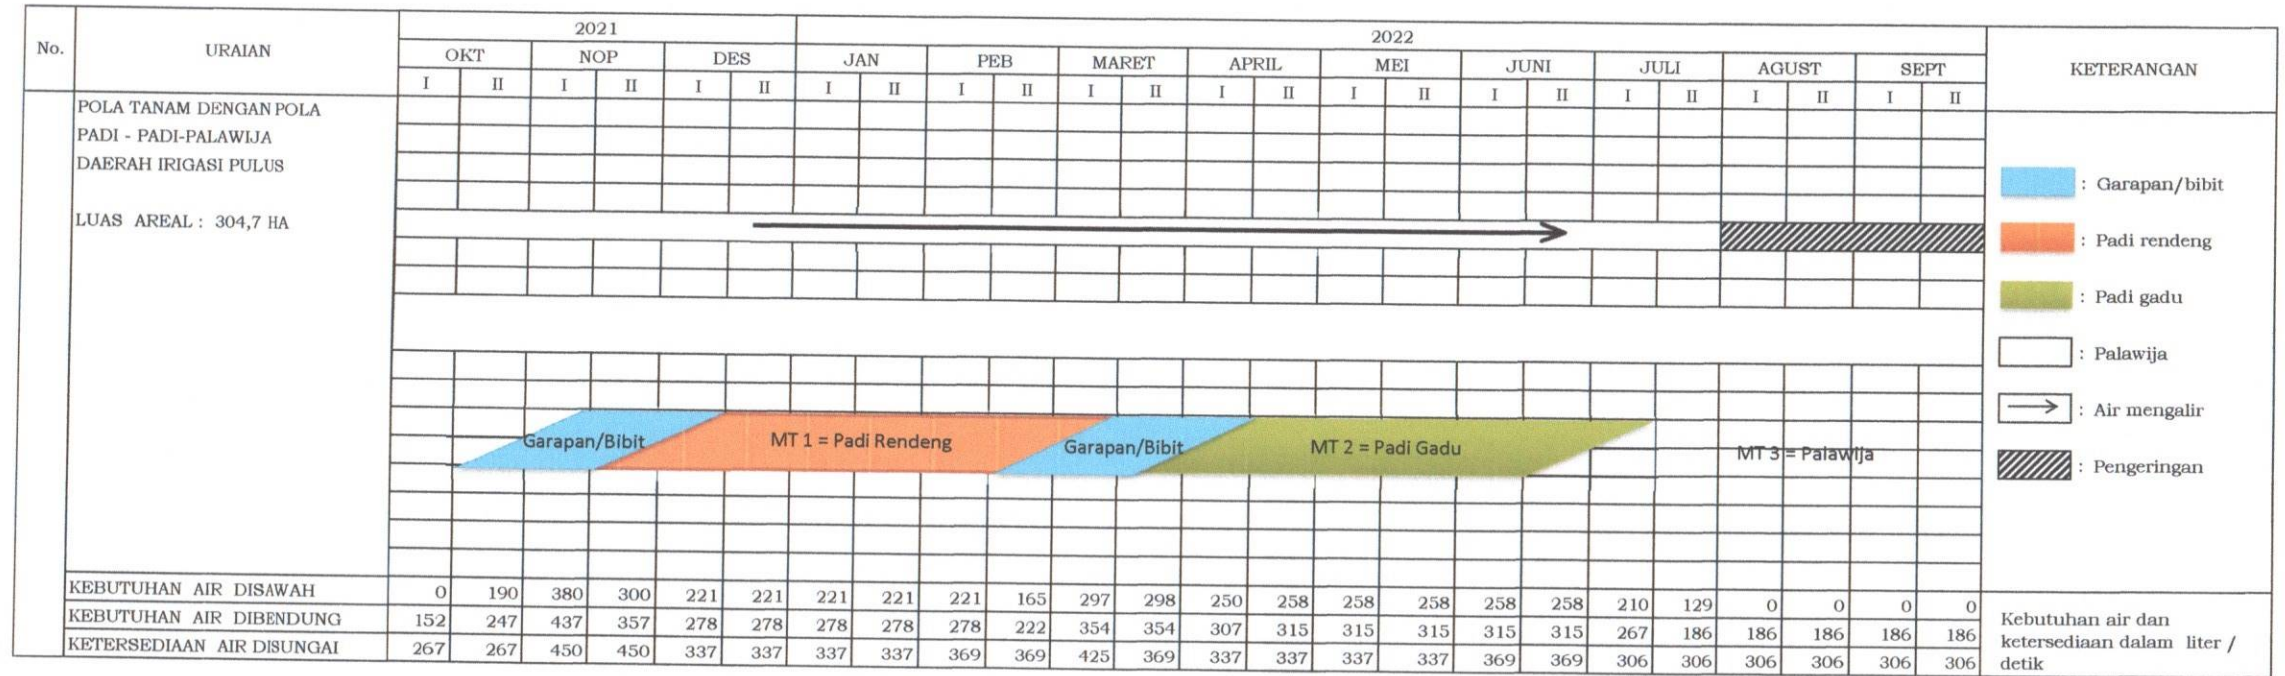 No. URAIAN 2021 2022 KETERANGAN
OKT NOP DES JAN PEB MARET APRIL MEI JUNI JULI AGUST SEPT
I II I II I II I II I II I II I II I II I II I II I II I II
POLA TANAM DENGAN POLA
PADI - PADI-PALAWIJA
DAERAH IRIGASI PULUS
LUAS AREAL : 304,7 HA
: Garapan/bibit
: Padi rendeng
: Padi gadu
: Palawija
: Air mengalir
: Pengeringan
Garapan/Bibit MT 1 = Padi Rendeng Garapan/Bibit MT 2 = Padi Gadu MT 3 = Palawija
KEBUTUHAN AIR DISAWAH 0 190 380 300 221 221 221 221 221 165 297 298 250 258 258 258 258 258 210 129 0 0 0 0
KEBUTUHAN AIR DIBENDUNG 152 247 437 357 278 278 278 278 278 222 354 354 307 315 315 315 315 315 267 186 186 186 186 186
KETERSEDIAAN AIR DISUNGAI 267 267 450 450 337 337 337 337 369 369 425 369 337 337 337 337 369 369 306 306 306 306 306 306
Kebutuhan air dan
ketersediaan dalam liter /
detik